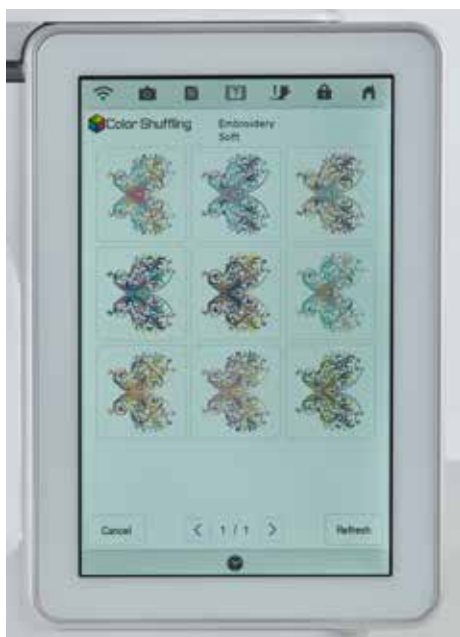 Color Shuffling
Embroidery
Soft
Cancel
< 1 / 1 >
Refresh